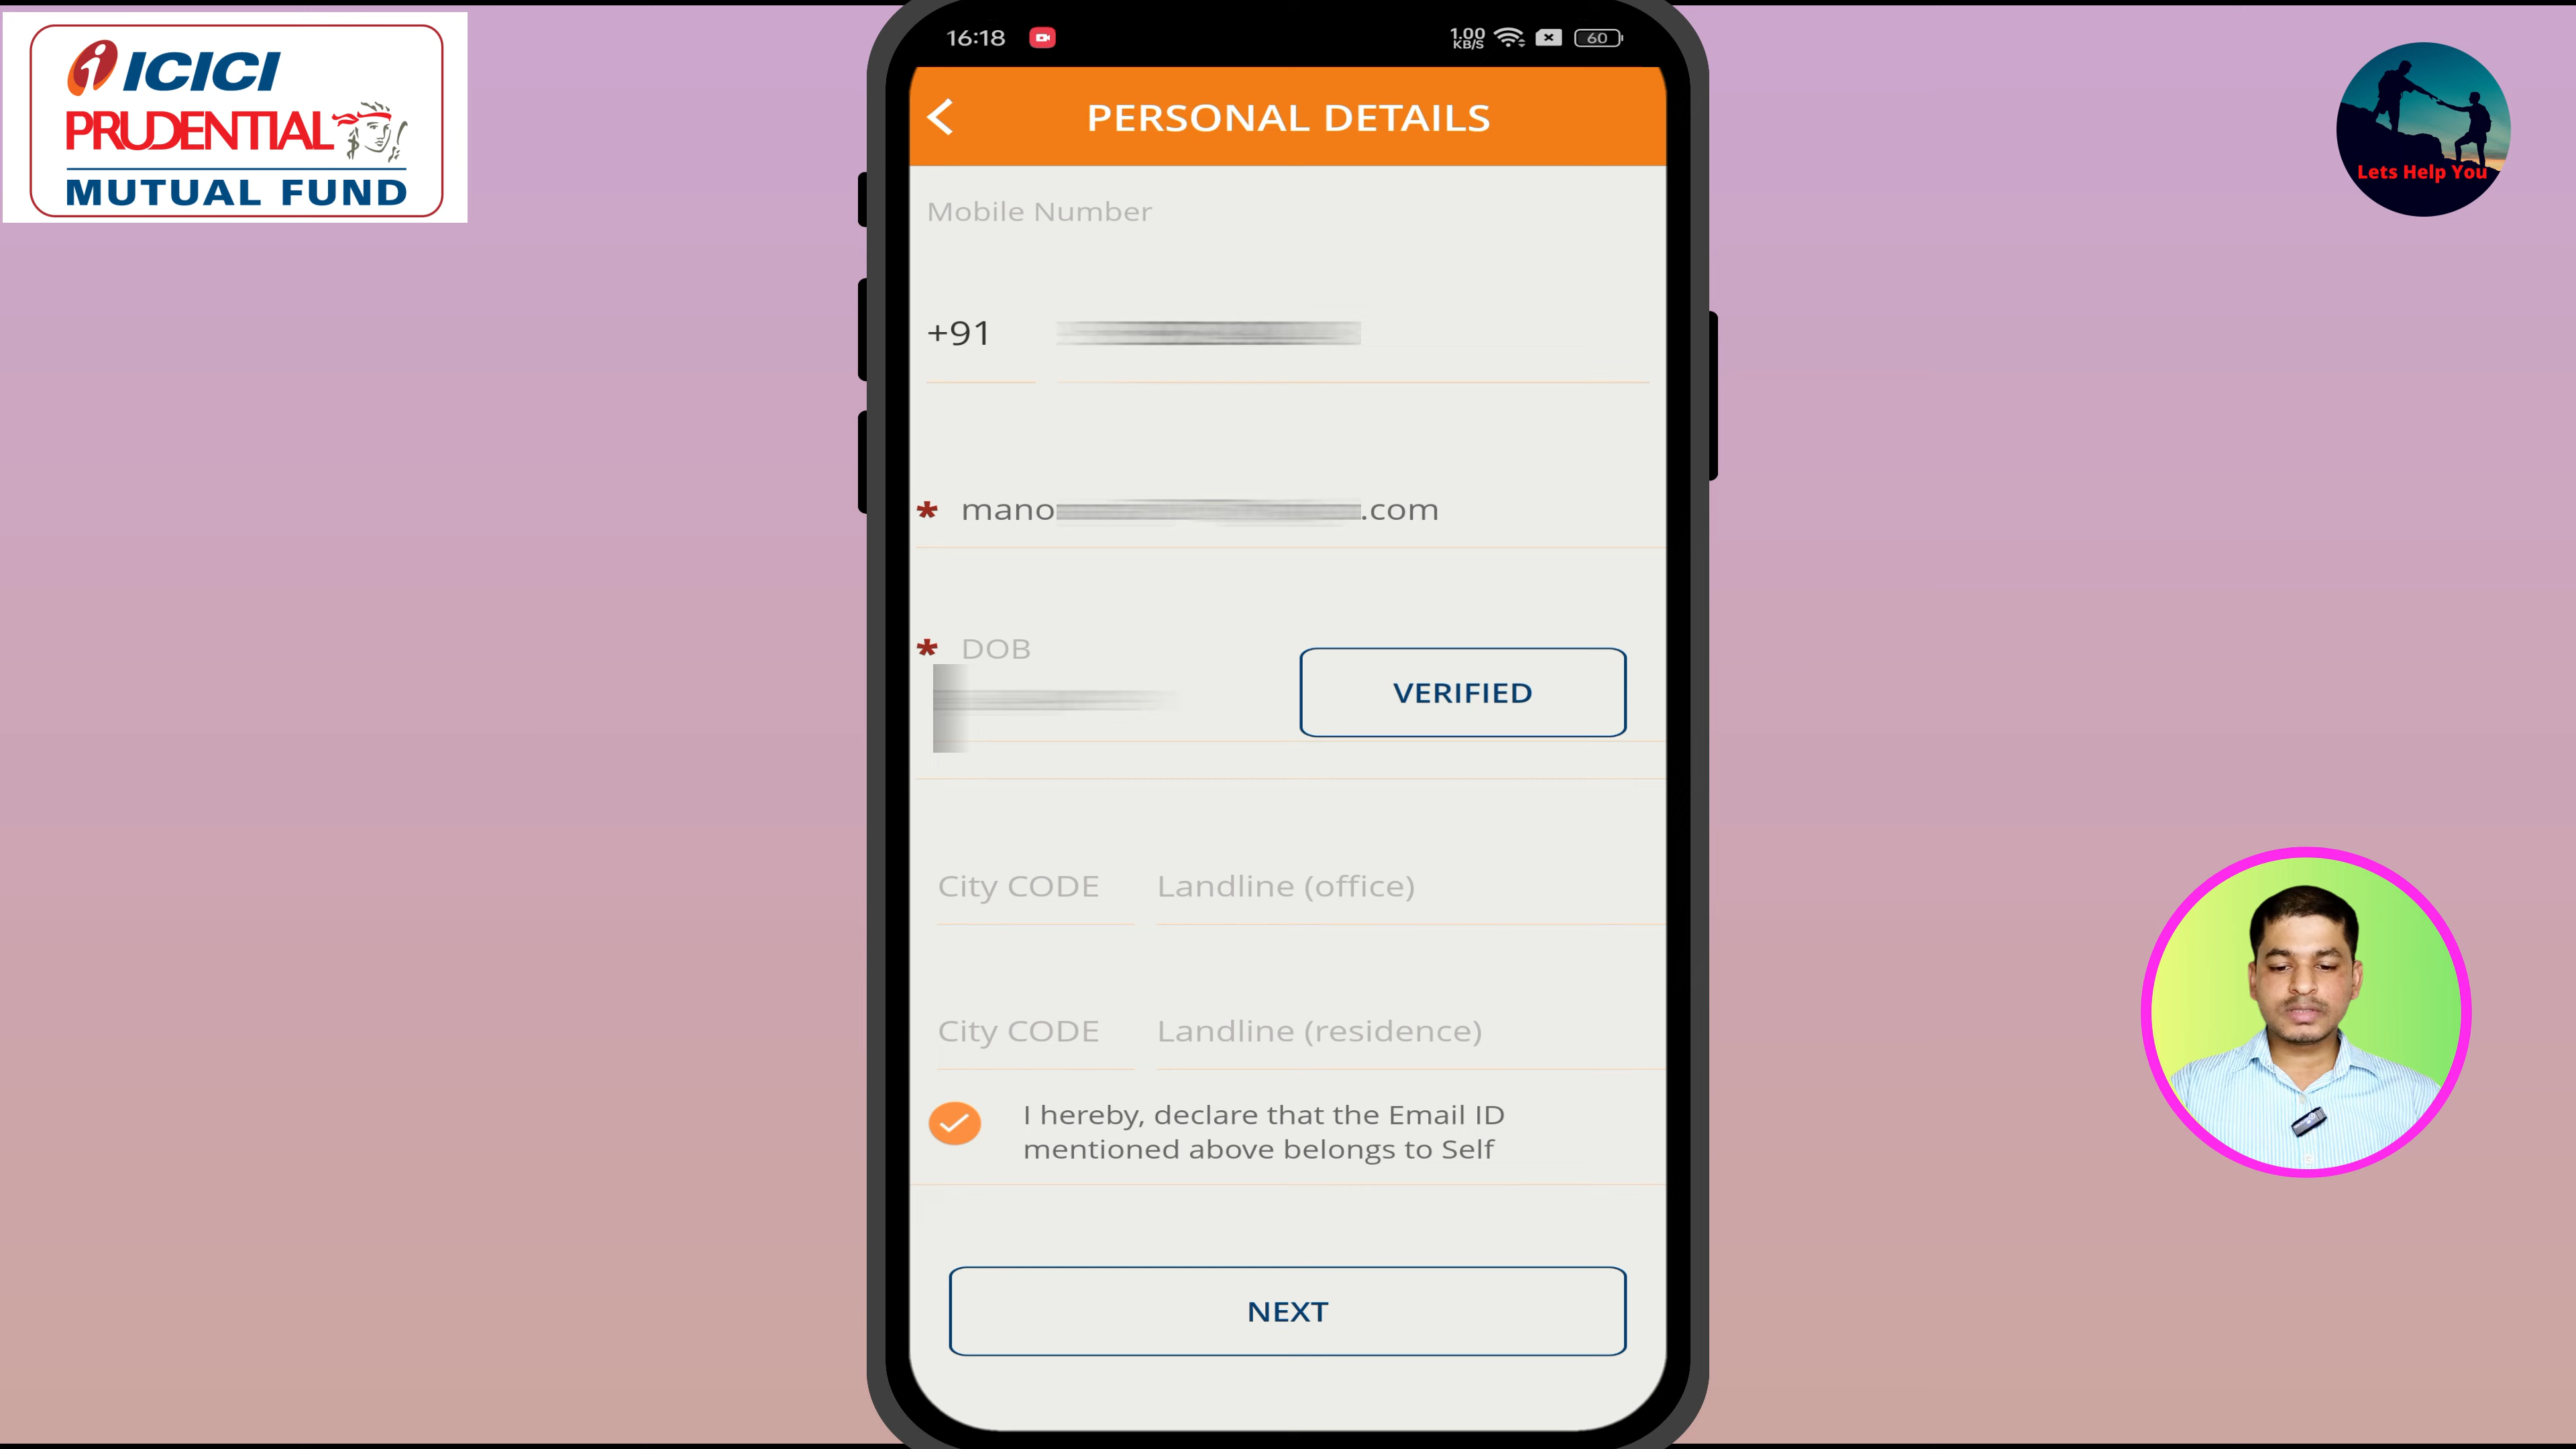 ICICI
PRUDENTIAL
MUTUAL FUND
Lets Help You
16:18
1.00
KB/S
60
PERSONAL DETAILS
Mobile Number
+91
* mano
.com
* DOB
VERIFIED
City CODE Landline (office)
City CODE Landline (residence)
I hereby, declare that the Email ID
mentioned above belongs to Self
NEXT